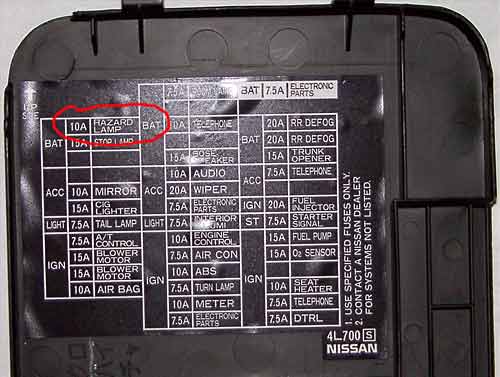 BAT 7.5A ELECTRONIC PARTS
10A HAZARD LAMP BAT 10A TELEPHONE 20A RR DEFOG
BAT 15A STOP LAMP BAT 20A RR DEFOG
15A BOSE SPEAKER 15A TRUNK OPENER
ACC 10A MIRROR ACC 10A AUDIO ACC 7.5A TELEPHONE
15A CIG LIGHTER 20A WIPER IGN 20A FUEL INJECTOR
LIGHT 7.5A TAIL LAMP LIGHT 7.5A INTERIOR ST 7.5A STARTER SIGNAL
IGN 7.5A A/T CONTROL 10A ENGINE CONTROL 15A FUEL PUMP
15A BLOWER MOTOR 7.5A AIR CON 15A O2 SENSOR
15A BLOWER MOTOR IGN 10A ABS IGN
10A AIR BAG 7.5A TURN LAMP 10A SEAT HEATER
10A METER 7.5A TELEPHONE
7.5A ELECTRONIC PARTS 7.5A DTRL
1. USE SPECIFIED FUSES ONLY.
2. CONTACT A NISSAN DEALER
FOR SYSTEMS NOT LISTED.
4L700 S
NISSAN